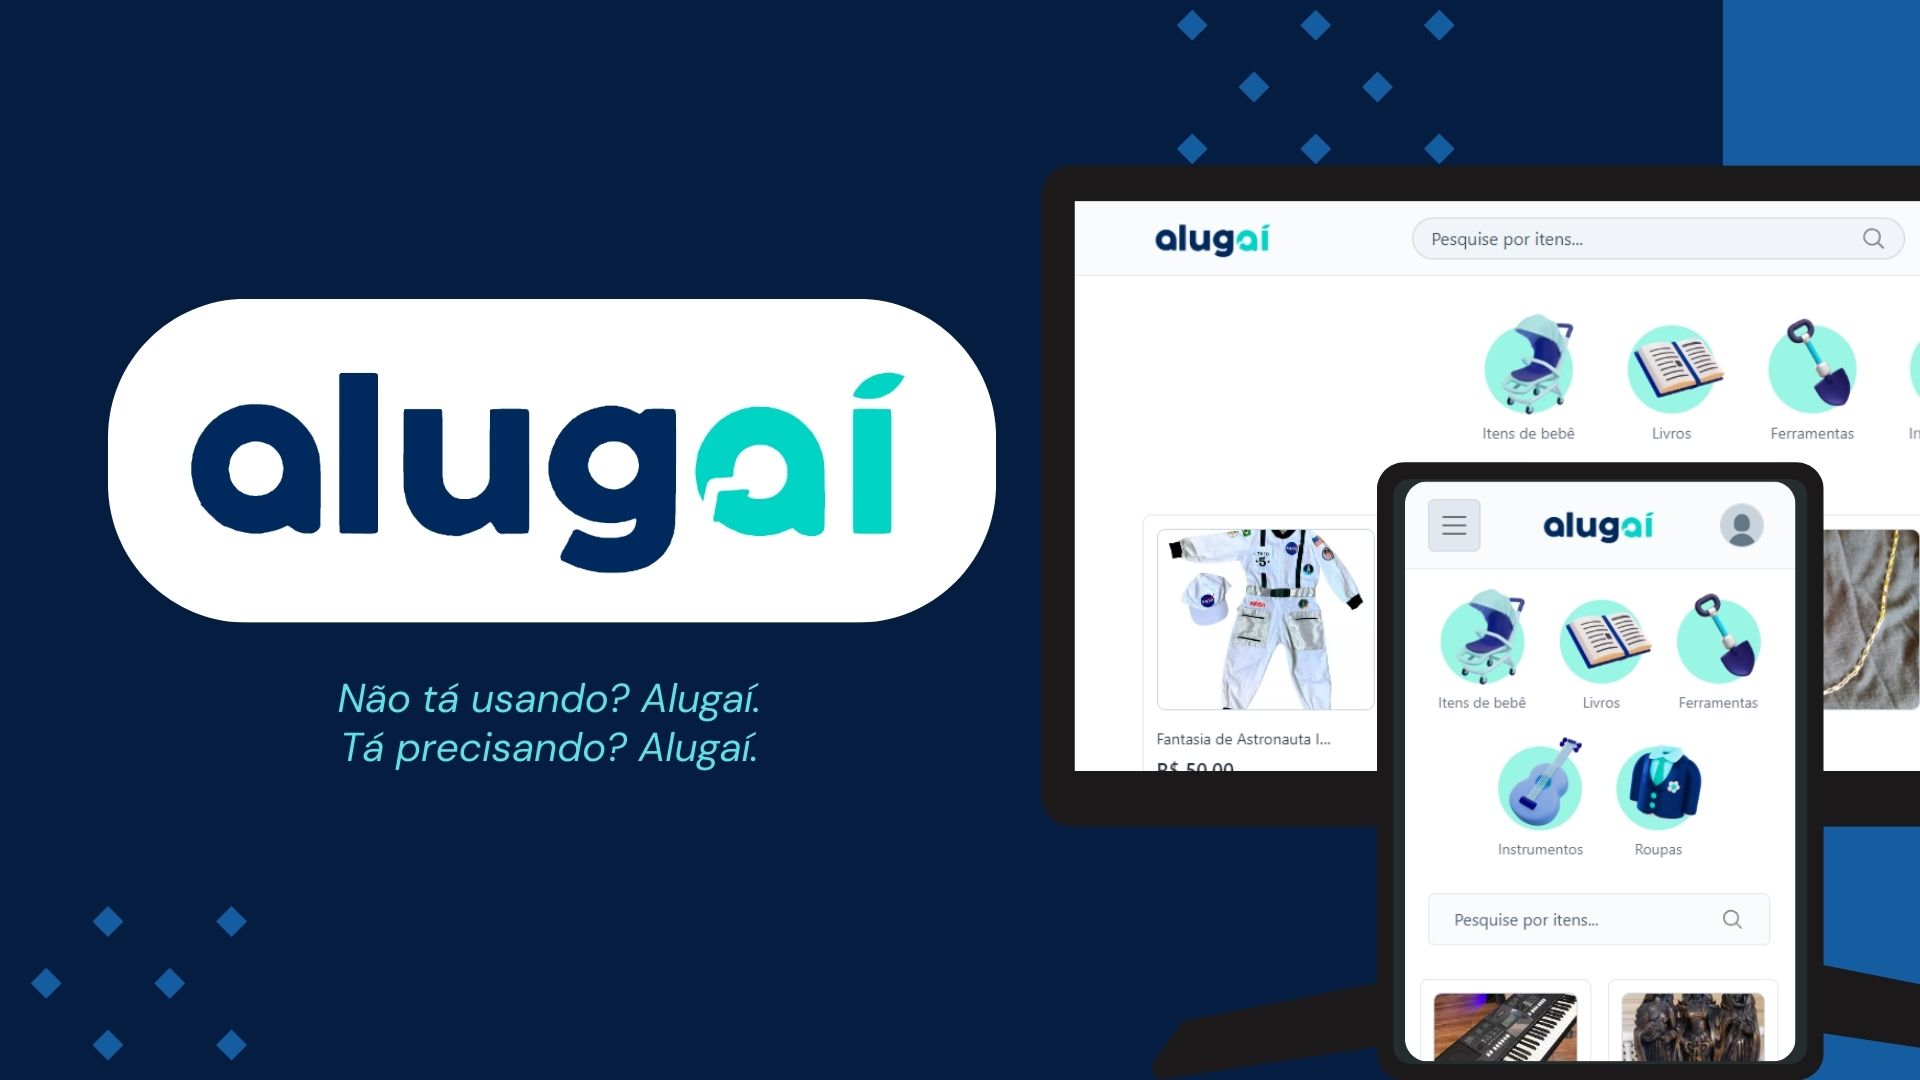 alugaí
Não tá usando? Alugaí.
Tá precisando? Alugaí.
alugaí
Pesquise por itens...
Itens de bebê
Livros
Ferramentas
Fantasia de Astronauta I...
R$ 50,00
alugaí
Itens de bebê
Livros
Ferramentas
Instrumentos
Roupas
Pesquise por itens...